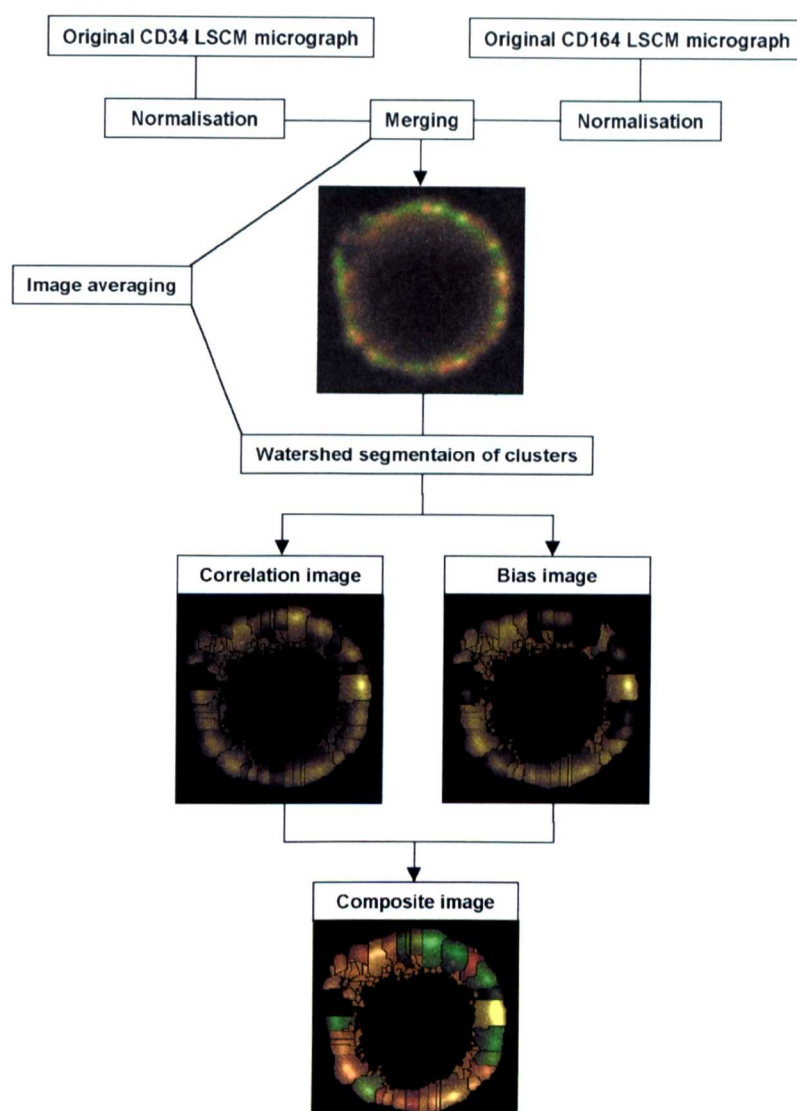 Original CD34 LSCM micrograph
Original CD164 LSCM micrograph
Normalisation
Merging
Normalisation
Image averaging
Watershed segmentaion of clusters
Correlation image
Bias image
Composite image